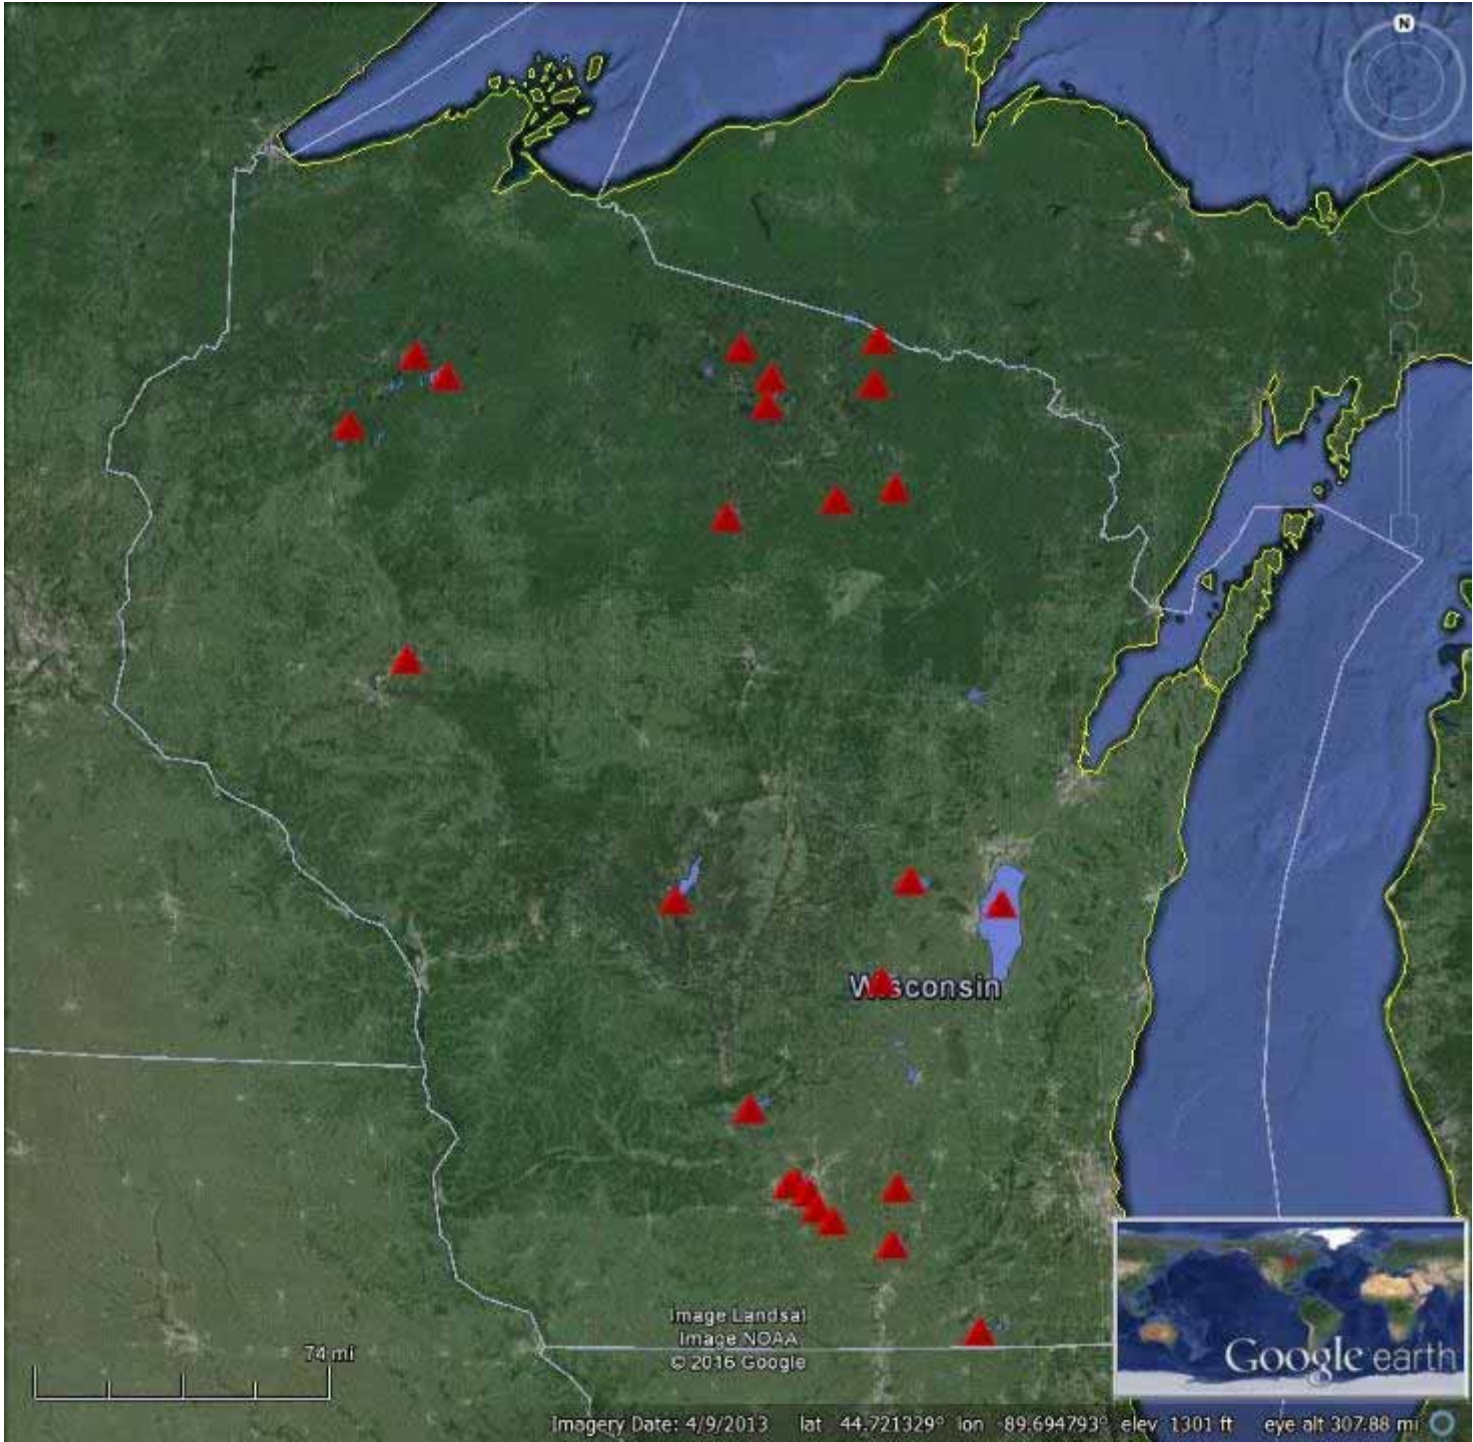 N
Wisconsin
Image Landsat
Image NOAA
© 2016 Google
74 mi
Google earth
Imagery Date: 4/9/2013 lat 44.721329° lon -89.694793° elev 1301 ft eye alt 307.88 mi